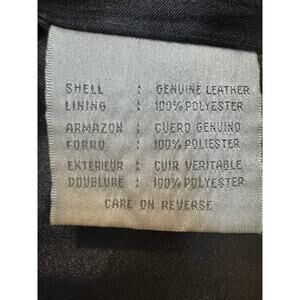 SHELL : GENUINE LEATHER
LINING : 100% POLYESTER
ARMAZON : CUERO GENUINO
FORRO : 100% POLIESTER
EXTERIEUR : CUIR VERITABLE
DOUBLURE : 100% POLYESTER
CARE ON REVERSE